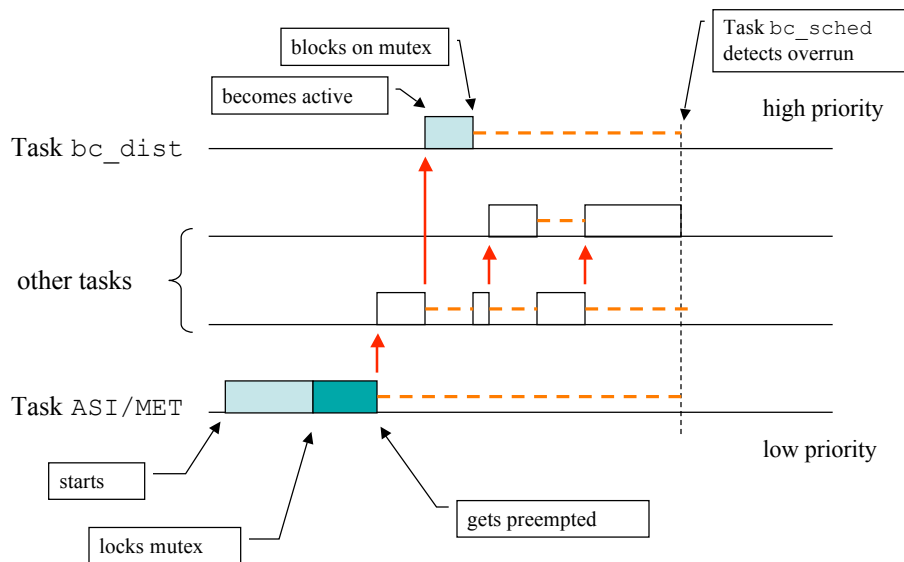 blocks on mutex
Task bc_sched
detects overrun
becomes active
high priority
Task bc_dist
other tasks
Task ASI/MET
low priority
starts
gets preempted
locks mutex